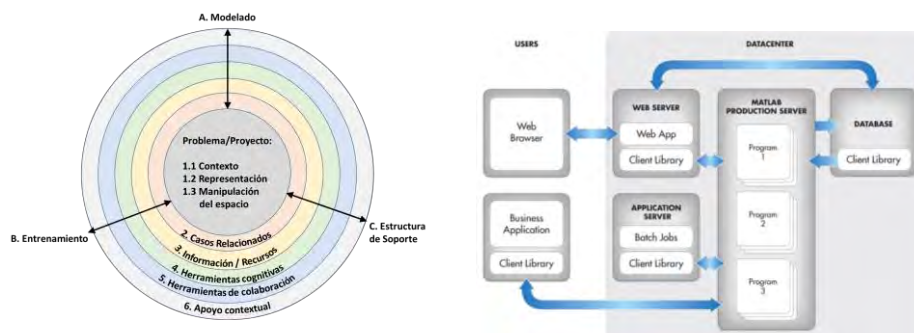 A. Modelado
Problema/Proyecto:
1.1 Contexto
1.2 Representación
1.3 Manipulación
del espacio
B. Entrenamiento
C. Estructura
de Soporte
2. Casos Relacionados
3. Información / Recursos
4. Herramientas cognitivas
5. Herramientas de colaboración
6. Apoyo contextual
USERS
DATACENTER
Web
Browser
WEB SERVER
Web App
Client Library
MATLAB
PRODUCTION SERVER
Program
1
Program
2
Program
3
DATABASE
Client Library
Business
Application
Client Library
APPLICATION
SERVER
Batch Jobs
Client Library